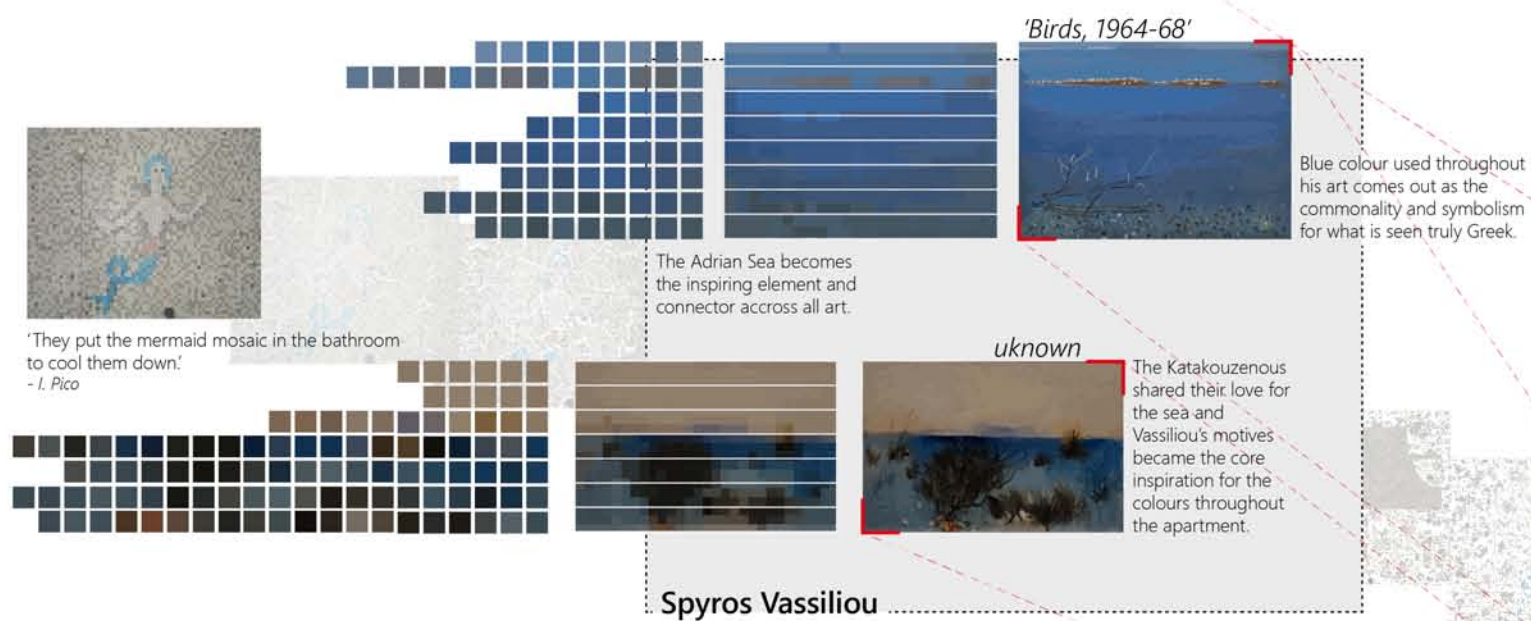 'Birds, 1964-68'
Blue colour used throughout
his art comes out as the
commonality and symbolism
for what is seen truly Greek.
The Adrian Sea becomes
the inspiring element and
connector accross all art.
'They put the mermaid mosaic in the bathroom
to cool them down.'
- I. Pico
uknown
The Katakouzenous
shared their love for
the sea and
Vassiliou's motives
became the core
inspiration for the
colours throughout
the apartment.
Spyros Vassiliou